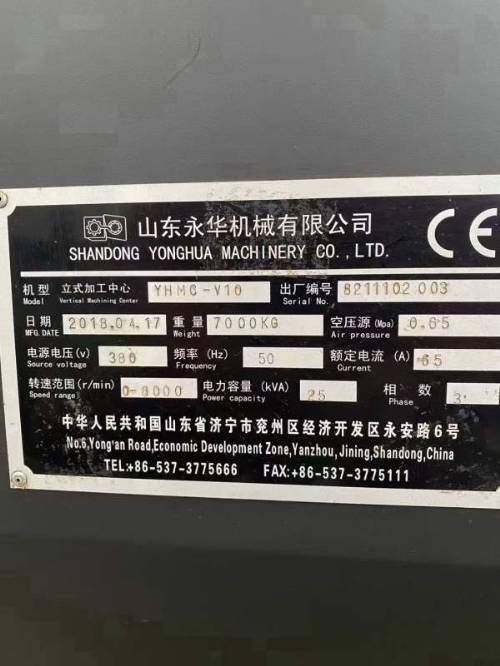 山东永华机械有限公司
SHANDONG YONGHUA MACHINERY CO.,LTD.
CE
机型 立式加工中心 YHMC-V10 出厂编号 8211102 003
Model Vertical Machining Center Serial No.
日期 2018.04.17 重量 7000KG 空压源 (Mpa) 0.65
MFG. DATE Weight Air pressure
电源电压(v) 380 频率 (Hz) 50 额定电流 (A) 65
Source voltage Frequency Current
转速范围(r/min) 0-8000 电力容量 (kVA) 25 相数 3
Speed range) Power capacity Phase
中华人民共和国山东省济宁市兖州区经济开发区永安路6号
No.6,Yong'an Road,Economic Development Zone,Yanzhou,Jining,Shandong,China
TEL:+86-537-3775666 FAX:+86-537-3775111